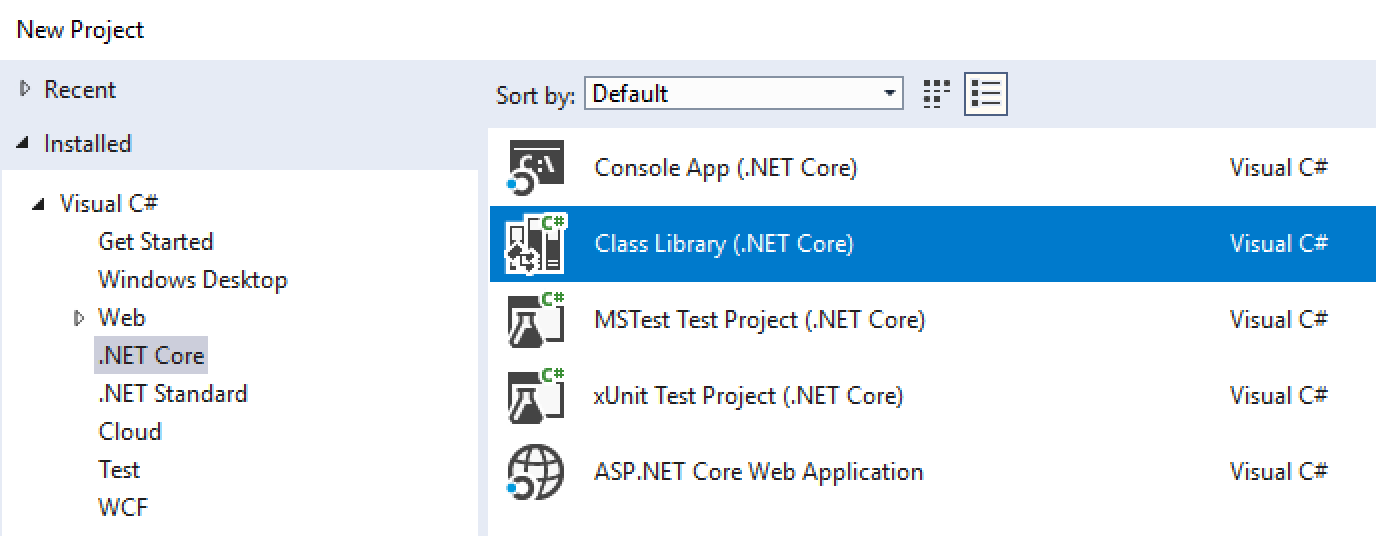 New Project
Recent
Installed
Visual C#
Get Started
Windows Desktop
Web
.NET Core
.NET Standard
Cloud
Test
WCF
Sort by: Default
C:\ Console App (.NET Core) Visual C#
C# Class Library (.NET Core) Visual C#
C# MSTest Test Project (.NET Core) Visual C#
C# xUnit Test Project (.NET Core) Visual C#
ASP.NET Core Web Application Visual C#